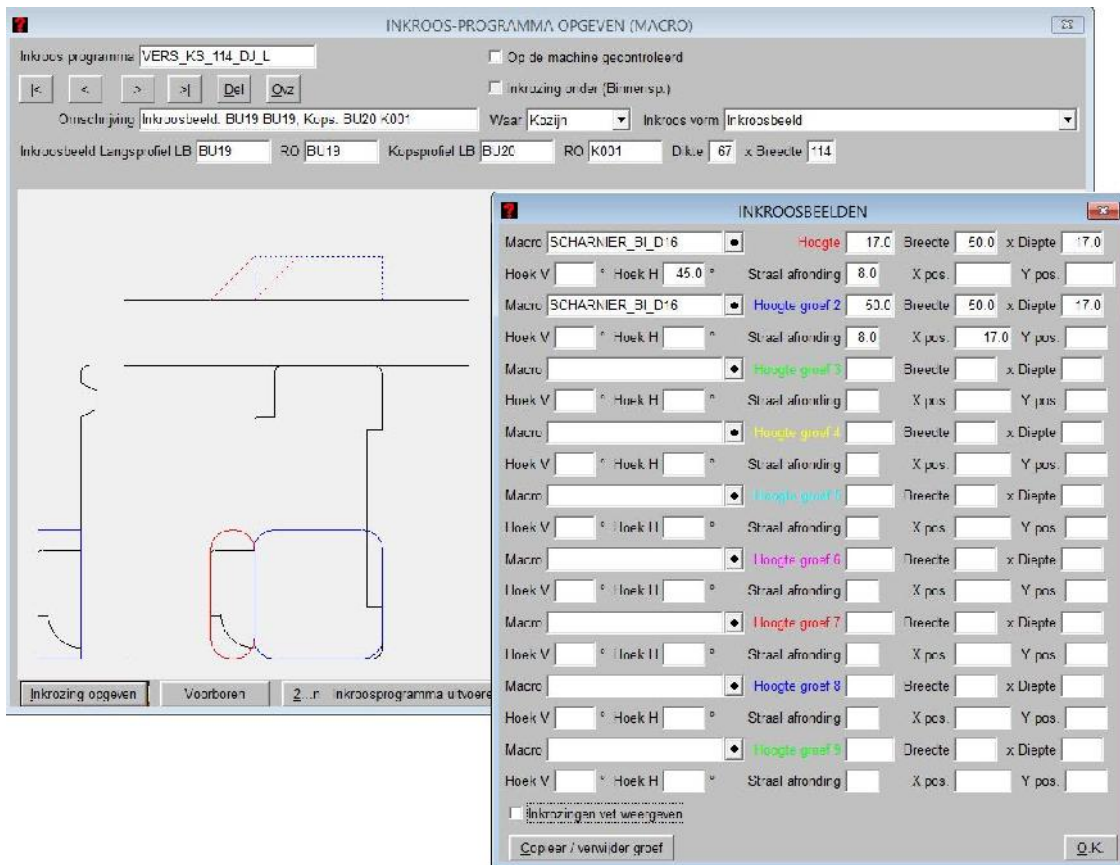 INKROOS-PROGRAMMA OPGEVEN (MACRO)
Inkroos programma VERS_KS_114_DJ_L Op de machine gecontroleerd
|< < > >| Del Ovz Inkrozing onder (Binnensp.)
Omschrijving Inkroosbeeld: BU19 BU19, Kops: BU20 K001 Waar Kozijn Inkroos vorm Inkroosbeeld
Inkroosbeeld Langsprofiel LB BU19 RO BU19 Kopsprofiel LB BU20 RO K001 Dikte 67 x Breedte 114
Inkrozing opgeven Voorboren 2...n Inkroosprogramma uitvoere
INKROOSBEELDEN
Macro SCHARNIER_BI_D16 Hoogte 17.0 Breedte 50.0 x Diepte 17.0
Hoek V ° Hoek H 45.0 ° Straal afronding 8.0 X pos. Y pos.
Macro SCHARNIER_BI_D16 Hoogte groef 2 50.0 Breedte 50.0 x Diepte 17.0
Hoek V ° Hoek H ° Straal afronding 8.0 X pos. 17.0 Y pos.
Macro Hoogte groef 3 Breedte x Diepte
Hoek V ° Hoek H ° Straal afronding X pos. Y pos.
Macro Hoogte groef 4 Breedte x Diepte
Hoek V ° Hoek H ° Straal afronding X pos. Y pos.
Macro Hoogte groef 5 Breedte x Diepte
Hoek V ° Hoek H ° Straal afronding X pos. Y pos.
Macro Hoogte groef 6 Breedte x Diepte
Hoek V ° Hoek H ° Straal afronding X pos. Y pos.
Macro Hoogte groef 7 Breedte x Diepte
Hoek V ° Hoek H ° Straal afronding X pos. Y pos.
Macro Hoogte groef 8 Breedte x Diepte
Hoek V ° Hoek H ° Straal afronding X pos. Y pos.
Macro Hoogte groef 9 Breedte x Diepte
Hoek V ° Hoek H ° Straal afronding X pos. Y pos.
Inkrozingen vet weergeven
Copieer / verwijder groef O.K.